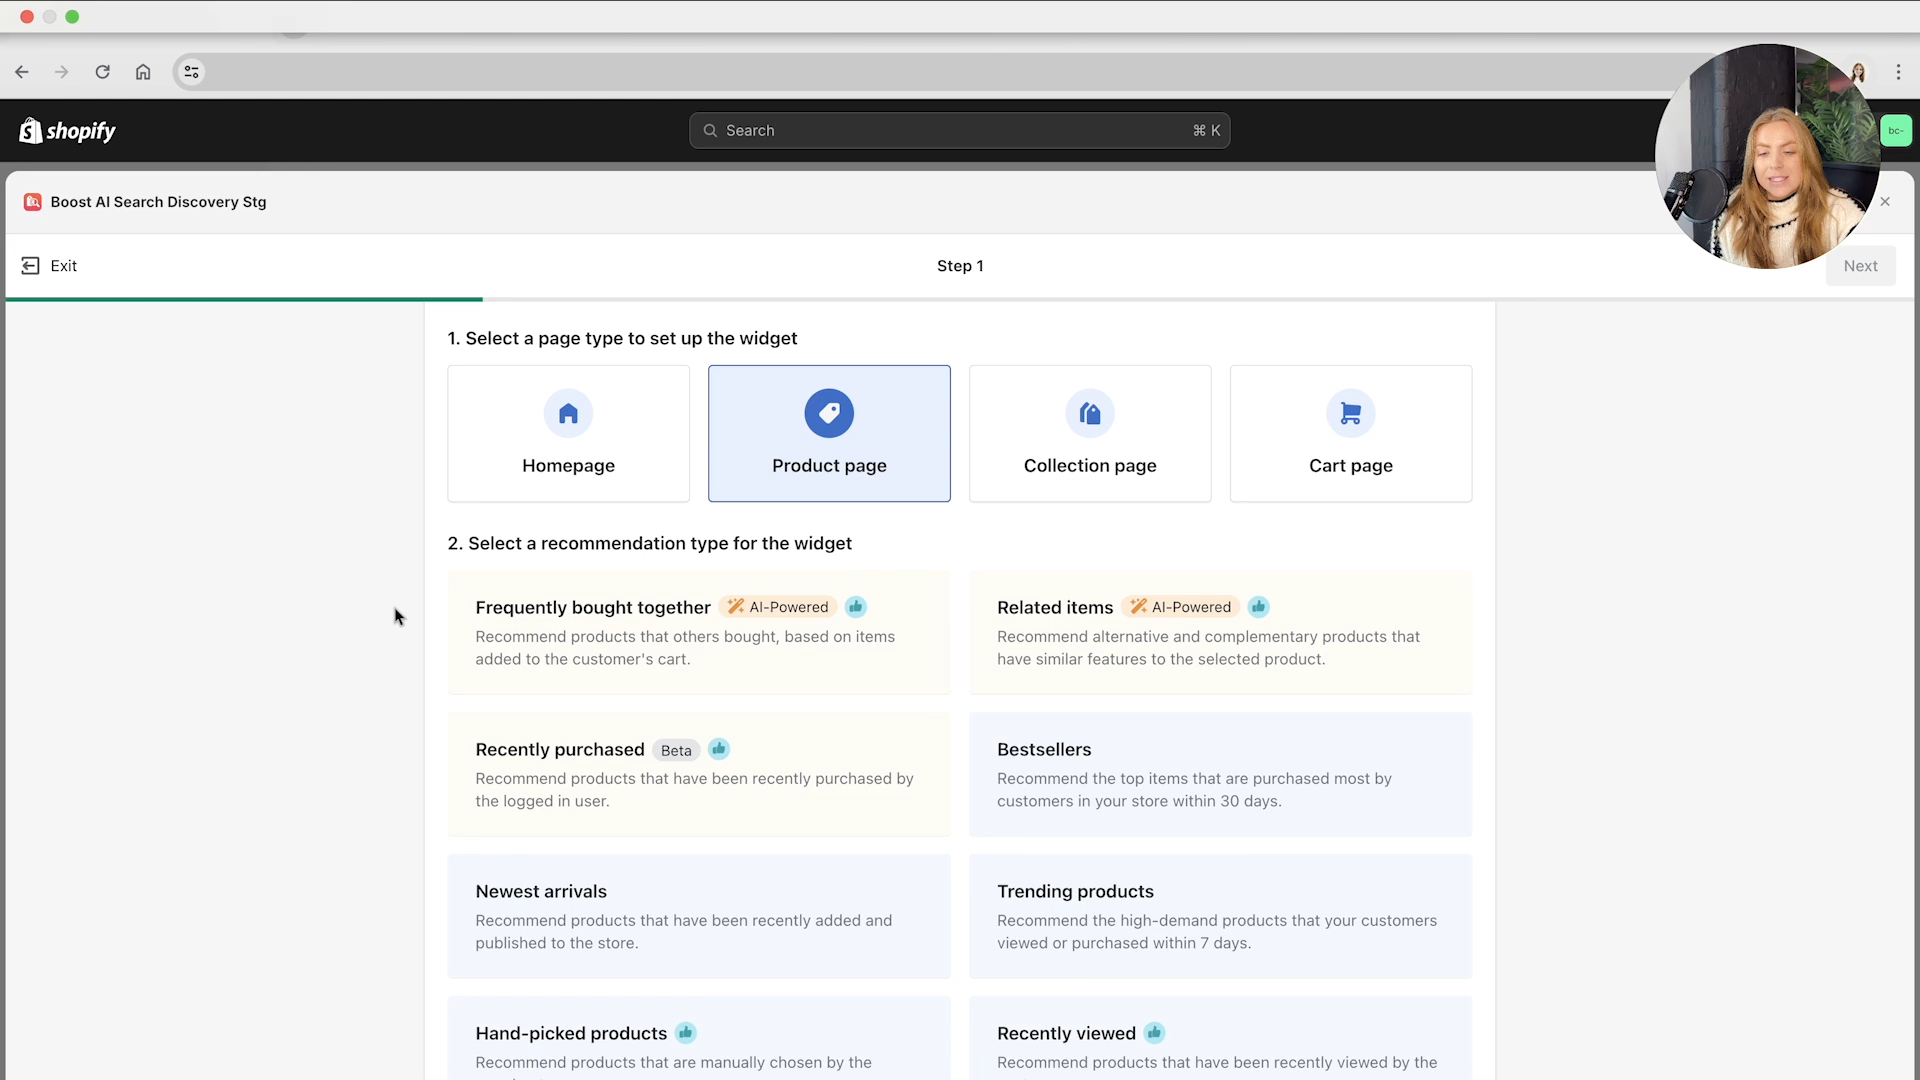 shopify
Search
⌘ K
bc-
Boost AI Search Discovery Stg
Exit
Step 1
Next
1. Select a page type to set up the widget
Homepage
Product page
Collection page
Cart page
2. Select a recommendation type for the widget
Frequently bought together AI-Powered
Recommend products that others bought, based on items
added to the customer's cart.
Related items AI-Powered
Recommend alternative and complementary products that
have similar features to the selected product.
Recently purchased Beta
Recommend products that have been recently purchased by
the logged in user.
Bestsellers
Recommend the top items that are purchased most by
customers in your store within 30 days.
Newest arrivals
Recommend products that have been recently added and
published to the store.
Trending products
Recommend the high-demand products that your customers
viewed or purchased within 7 days.
Hand-picked products
Recommend products that are manually chosen by the
Recently viewed
Recommend products that have been recently viewed by the